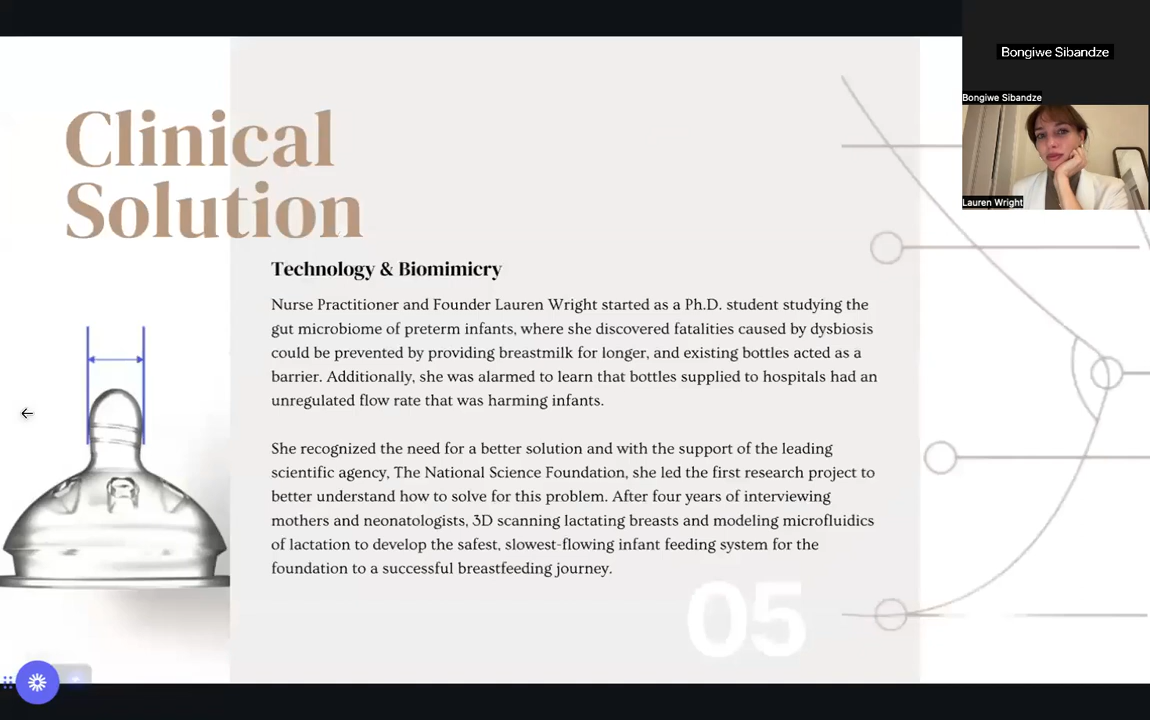 Bongiwe Sibandze
Bongiwe Sibandze
Lauren Wright
Clinical
Solution
Technology & Biomimicry
Nurse Practitioner and Founder Lauren Wright started as a Ph.D. student studying the
gut microbiome of preterm infants, where she discovered fatalities caused by dysbiosis
could be prevented by providing breastmilk for longer, and existing bottles acted as a
barrier. Additionally, she was alarmed to learn that bottles supplied to hospitals had an
unregulated flow rate that was harming infants.
She recognized the need for a better solution and with the support of the leading
scientific agency, The National Science Foundation, she led the first research project to
better understand how to solve for this problem. After four years of interviewing
mothers and neonatologists, 3D scanning lactating breasts and modeling microfluidics
of lactation to develop the safest, slowest-flowing infant feeding system for the
foundation to a successful breastfeeding journey.
05